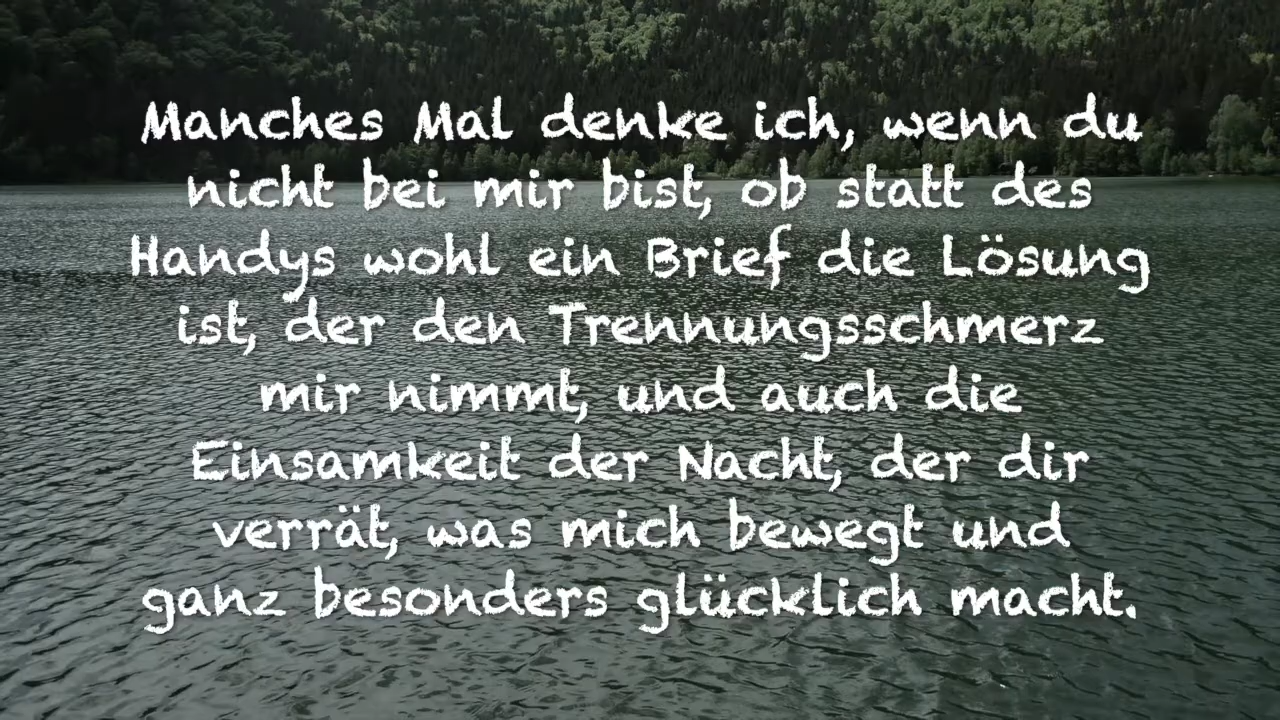 Manches Mal denke ich, wenn du
nicht bei mir bist, ob statt des
Handys wohl ein Brief die Lösung
ist, der den Trennungsschmerz
mir nimmt, und auch die
Einsamkeit der Nacht, der dir
verrät, was mich bewegt und
ganz besonders glücklich macht.